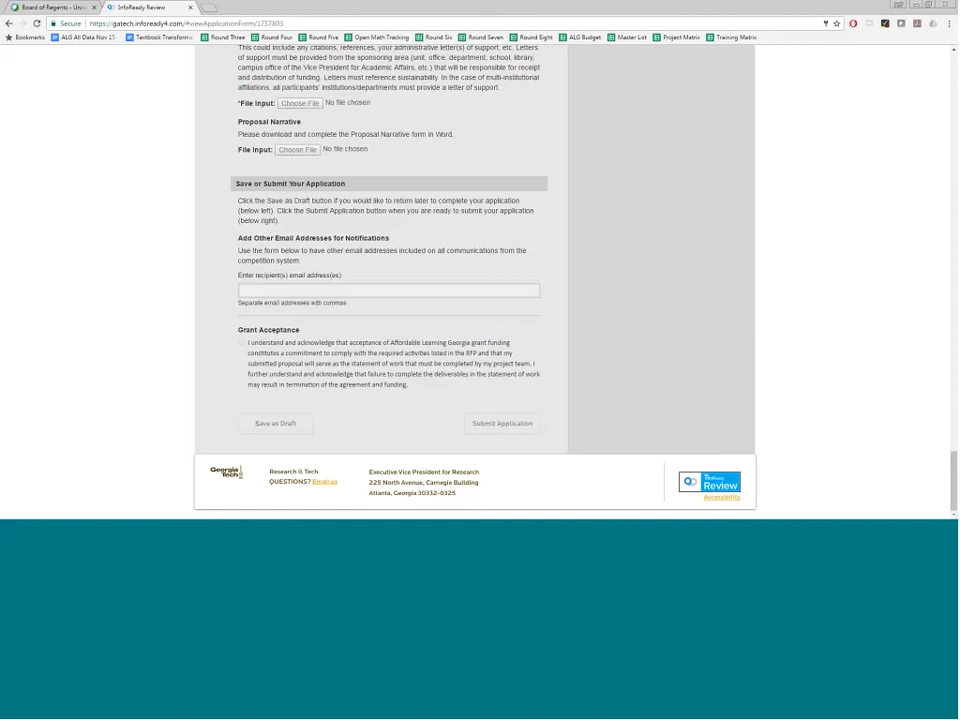 Board of Regents - Univ
InfoReady Review
Secure
https://gatech.infoready4.com/#viewApplicationForm/1757803
Bookmarks
ALG All Data Nov 15
Textbook Transform
Round Three
Round Four
Round Five
Open Math Tracking
Round Six
Round Seven
Round Eight
ALG Budget
Master List
Project Matrix
Training Matrix
This could include any citations, references, your administrative letter(s) of support, etc. Letters
of support must be provided from the sponsoring area (unit, office, department, school, library,
campus office of the Vice President for Academic Affairs, etc.) that will be responsible for receipt
and distribution of funding. Letters must reference sustainability. In the case of multi-institutional
affiliations, all participants' institutions/departments must provide a letter of support.
*File Input: Choose File No file chosen
Proposal Narrative
Please download and complete the Proposal Narrative form in Word.
File Input: Choose File No file chosen
Save or Submit Your Application
Click the Save as Draft button if you would like to return later to complete your application
(below left). Click the Submit Application button when you are ready to submit your application
(below right).
Add Other Email Addresses for Notifications
Use the form below to have other email addresses included on all communications from the
competition system.
Enter recipient(s) email address(es):
Separate email addresses with commas
Grant Acceptance
I understand and acknowledge that acceptance of Affordable Learning Georgia grant funding
constitutes a commitment to comply with the required activities listed in the RFP and that my
submitted proposal will serve as the statement of work that must be completed by my project team. I
further understand and acknowledge that failure to complete the deliverables in the statement of work
may result in termination of the agreement and funding.
Save as Draft
Submit Application
Georgia Tech
Research @ Tech
QUESTIONS? Email us
Executive Vice President for Research
225 North Avenue, Carnegie Building
Atlanta, Georgia 30332-0325
Review
Accessibility